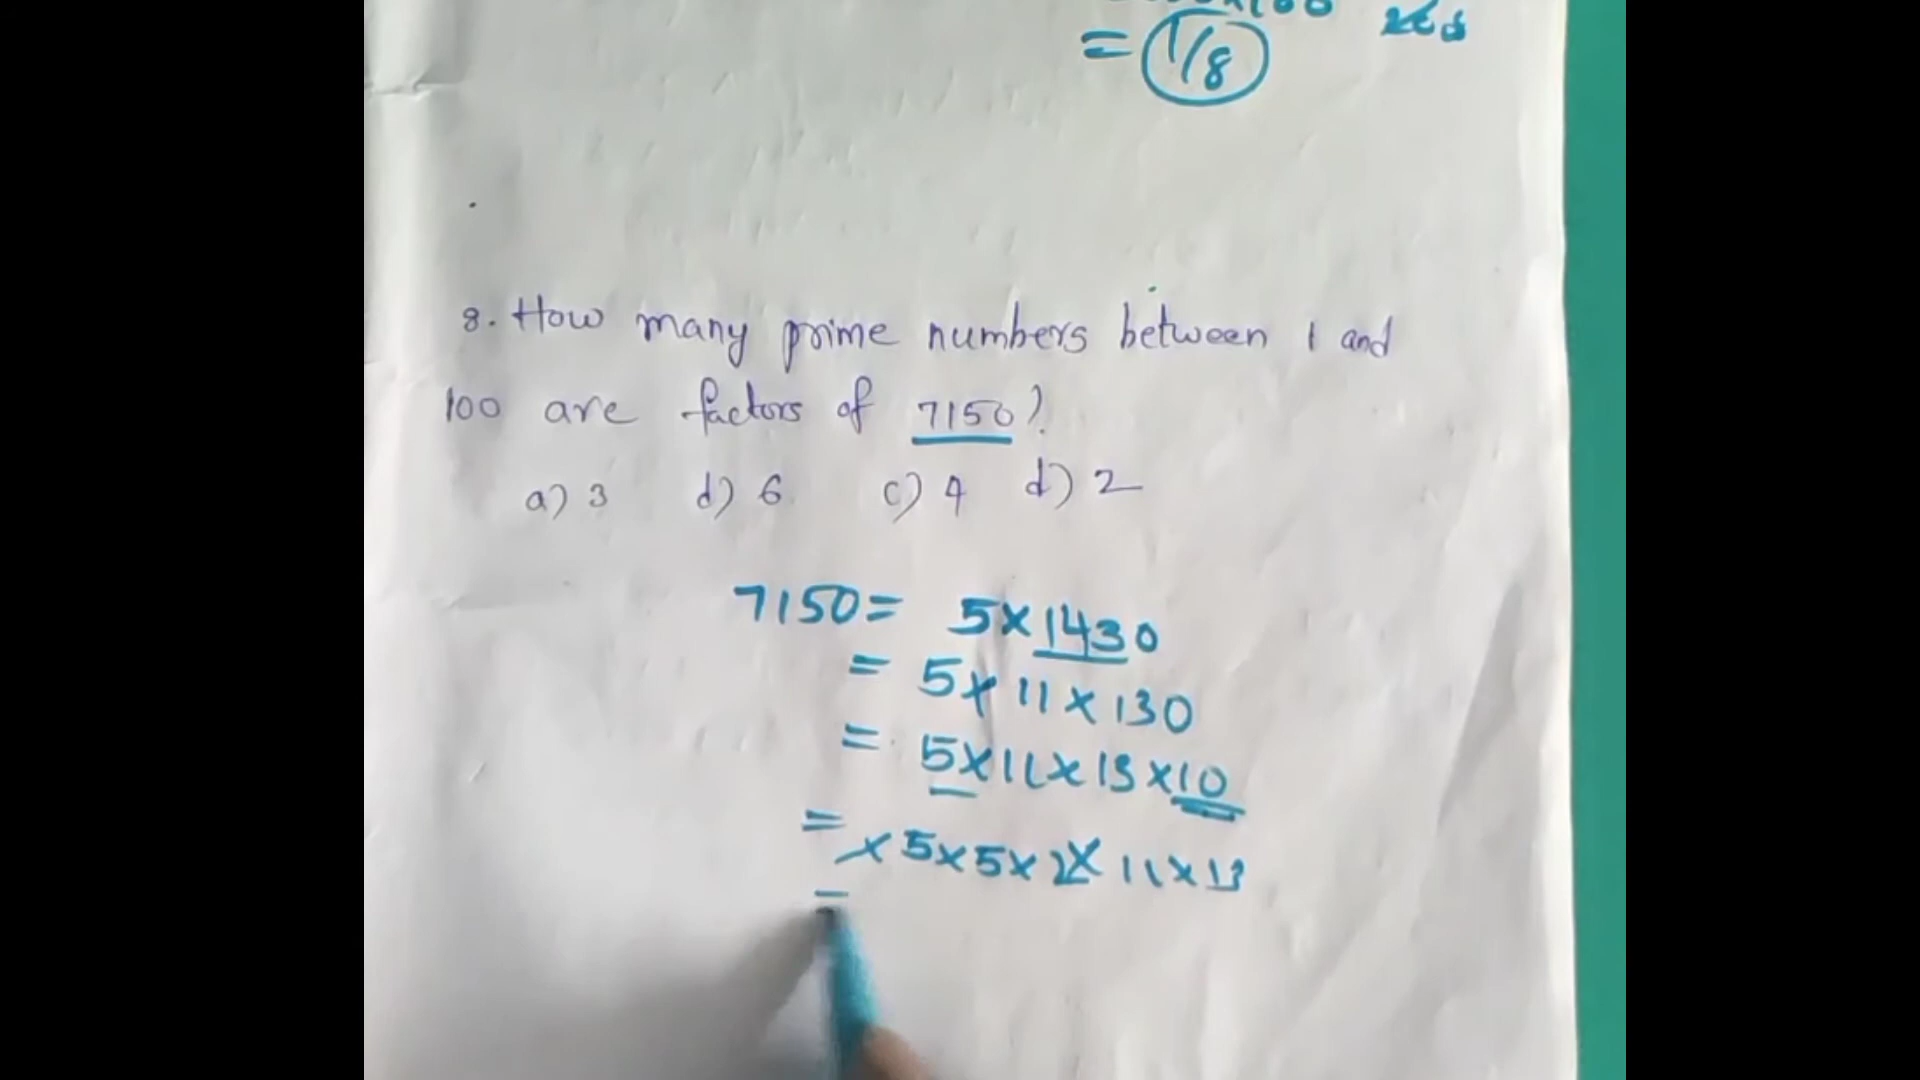 = 1/8
8. How many prime numbers between 1 and
100 are factors of 7150?
a) 3 d) 6 c) 4 d) 2
7150 = 5×1430
= 5×11×130
= 5×11×13×10
= × 5×5×2×11×13
=